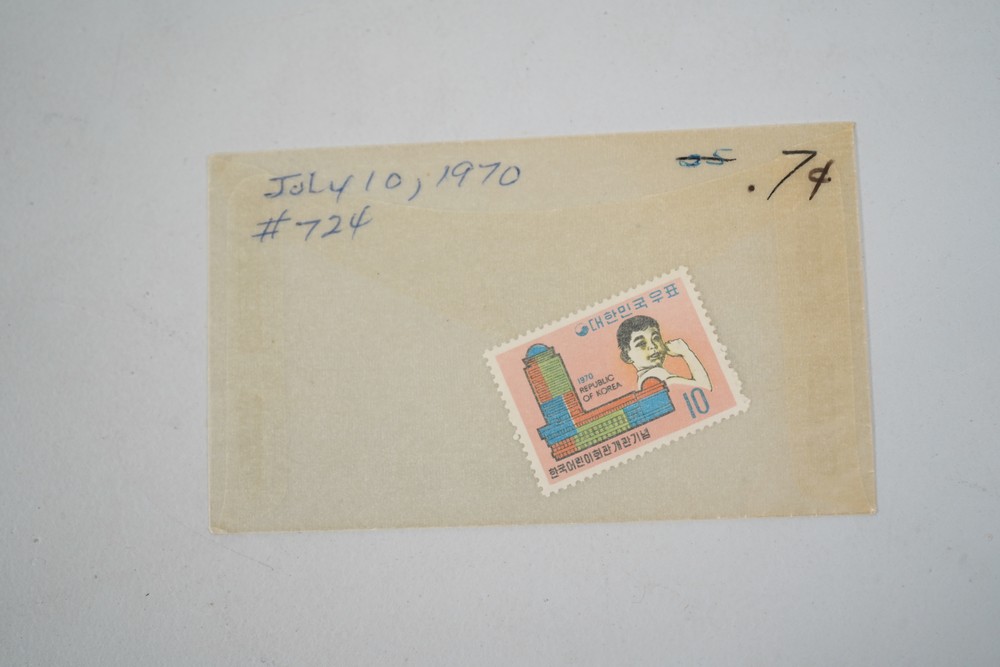 JULY 10, 1970
.7¢
#724
대한민국우표
1970
REPUBLIC
OF KOREA
10
한국어린이회관개관기념